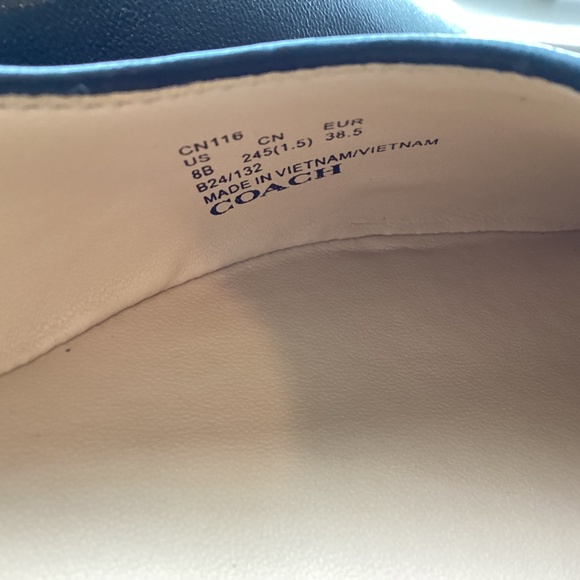 CN116
US CN EUR
8B 245(1.5) 38.5
B24/132
MADE IN VIETNAM/VIETNAM
COACH